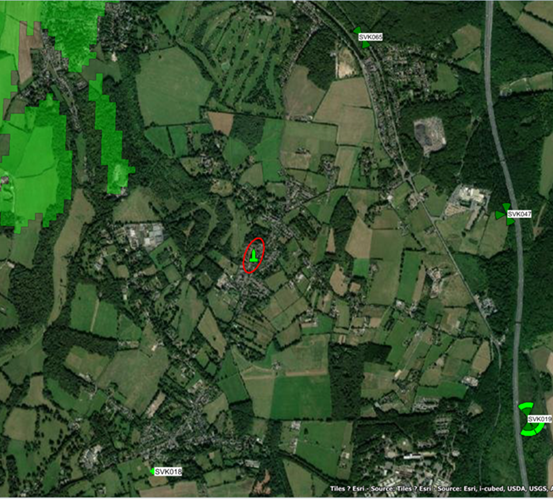 SVK065
SVK047
SVK019
SVK018
Tiles ? Esri - Source: Tiles ? Esri - Source: Esri, i-cubed, USDA, USGS,